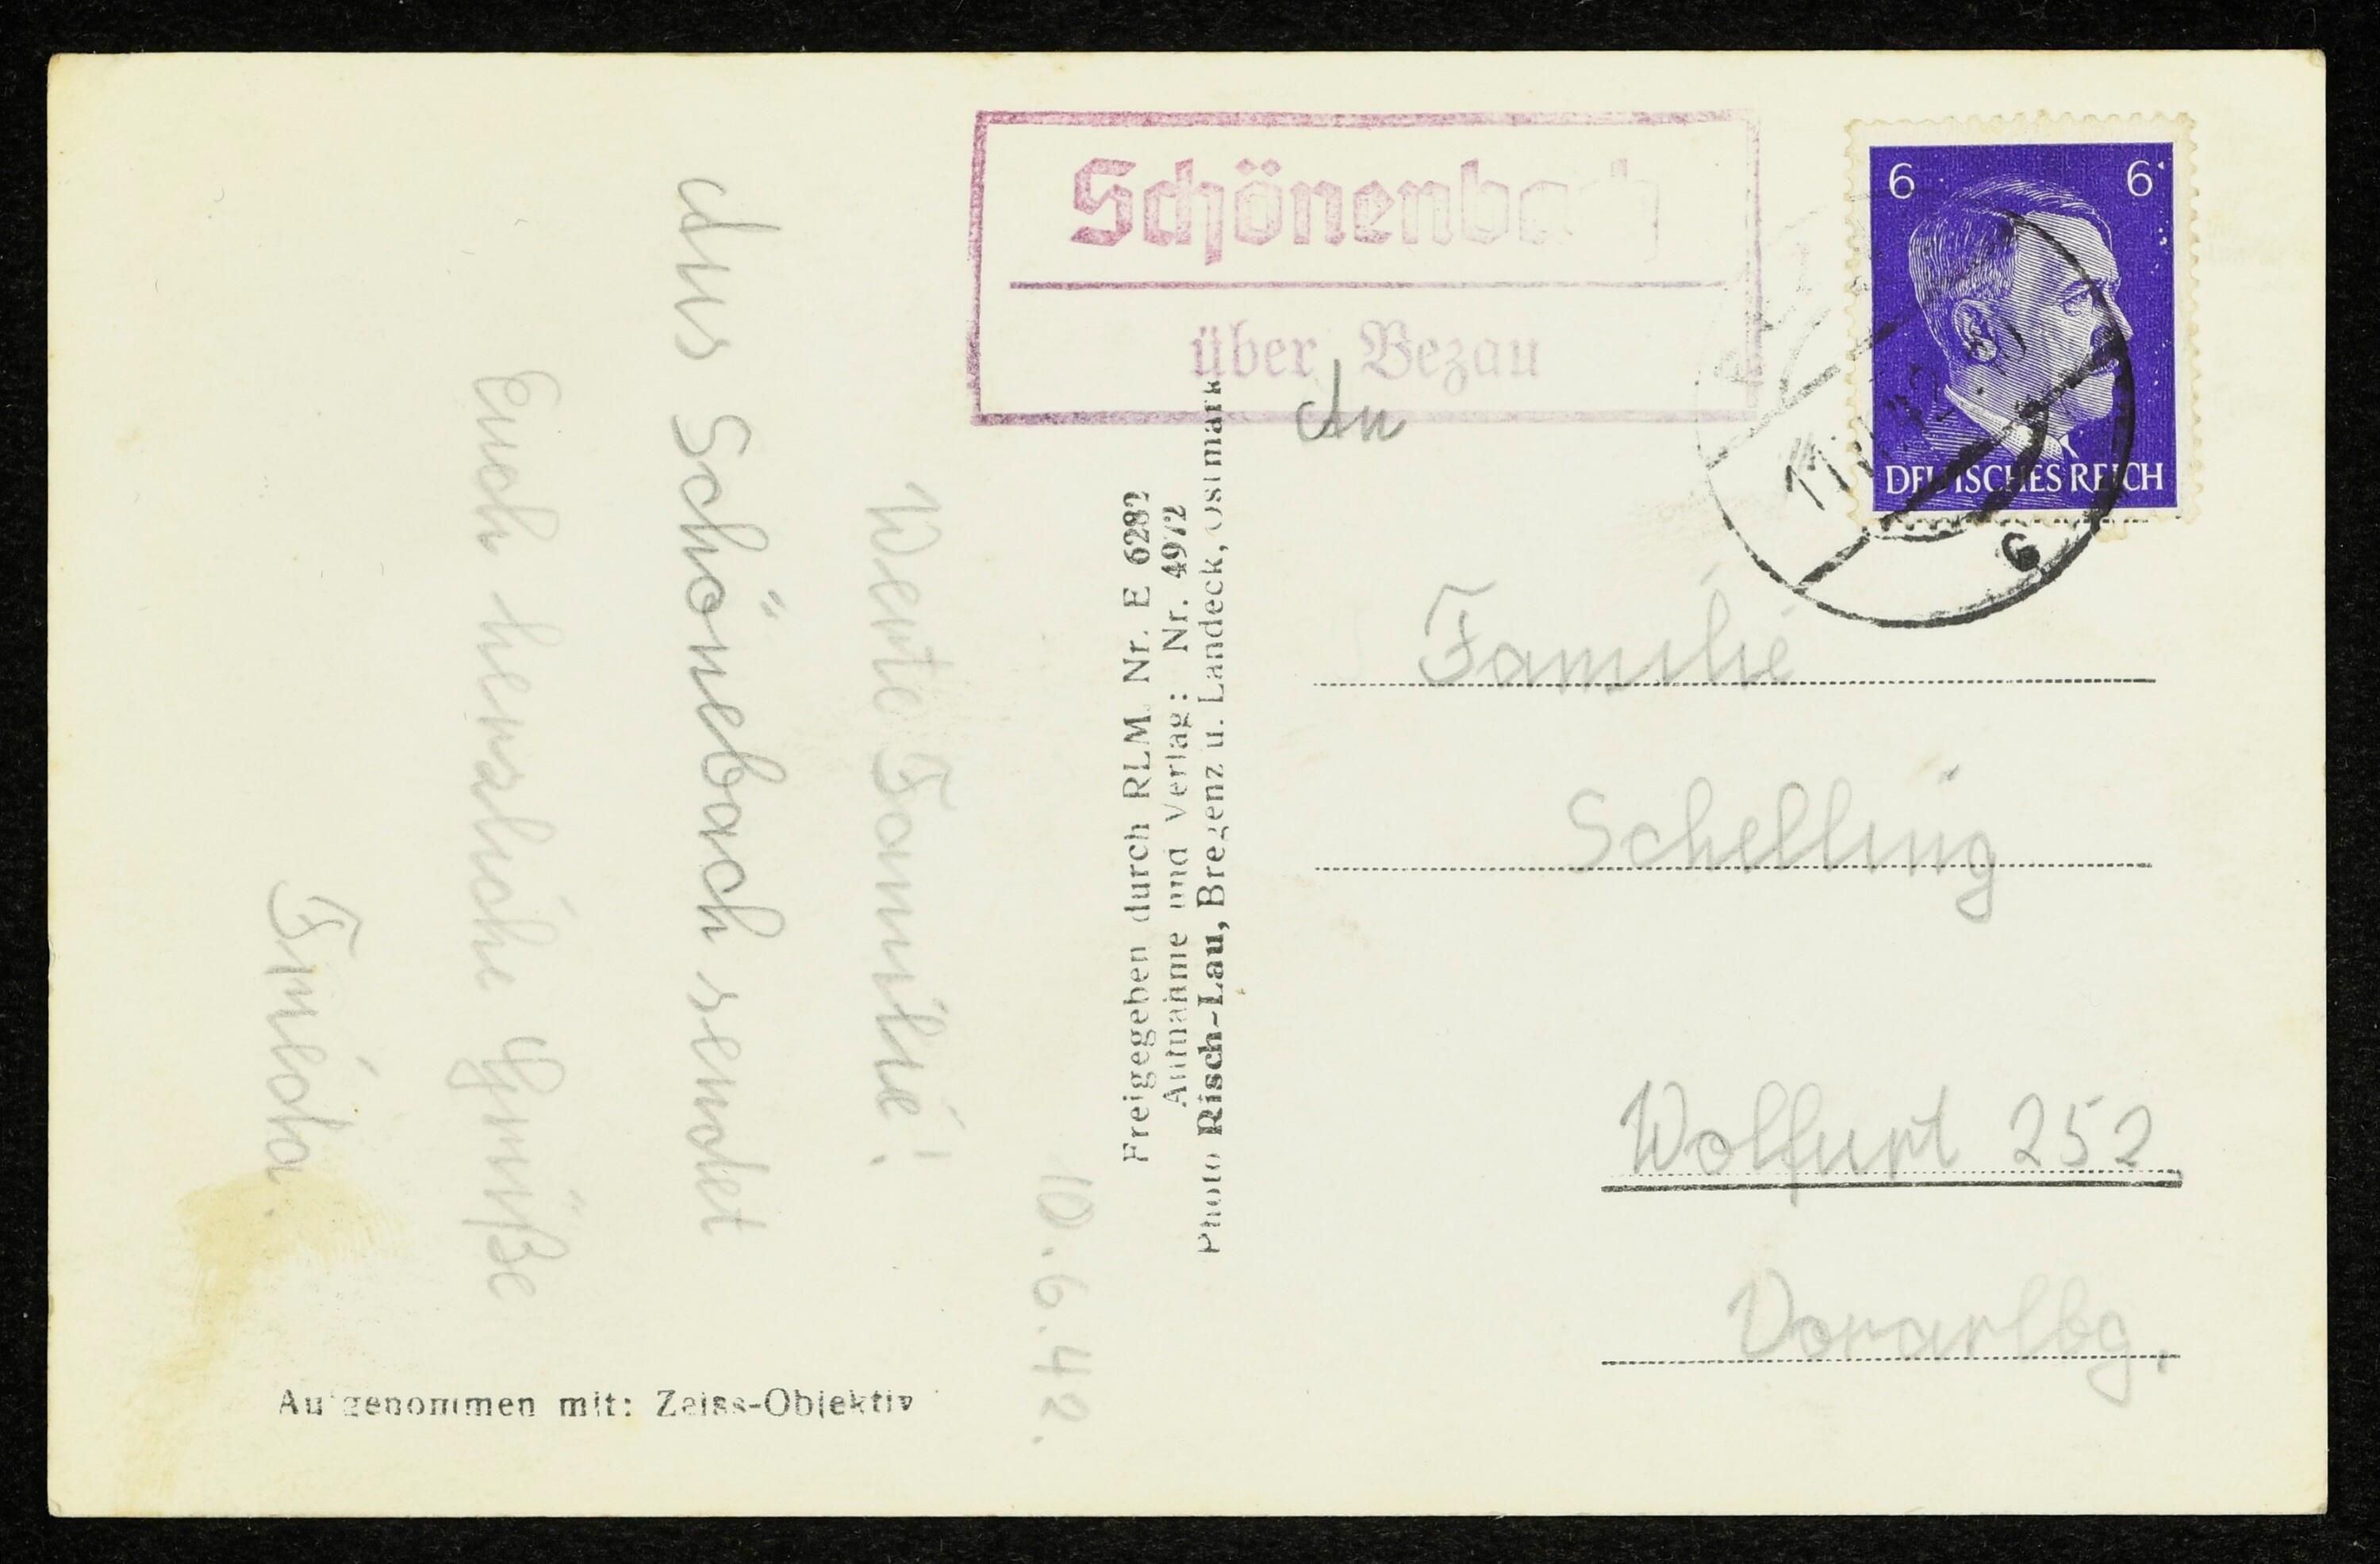 10.6.42.
Werte Familie!
Aus Schönebach sendet
Euch herzliche Grüße
Frieda.
Aufgenommen mit: Zeiss-Objektiv
Freigegeben durch RLM. Nr. E 6282
Aufnahme und Verlag: Nr. 4972
Photo Risch-Lau, Bregenz u. Landeck, Ostmark
Schönenbach
über Bezau
6 6
DEUTSCHES REICH
An
Familie
Schelling
Wolfurt 252
Vorarlbg.